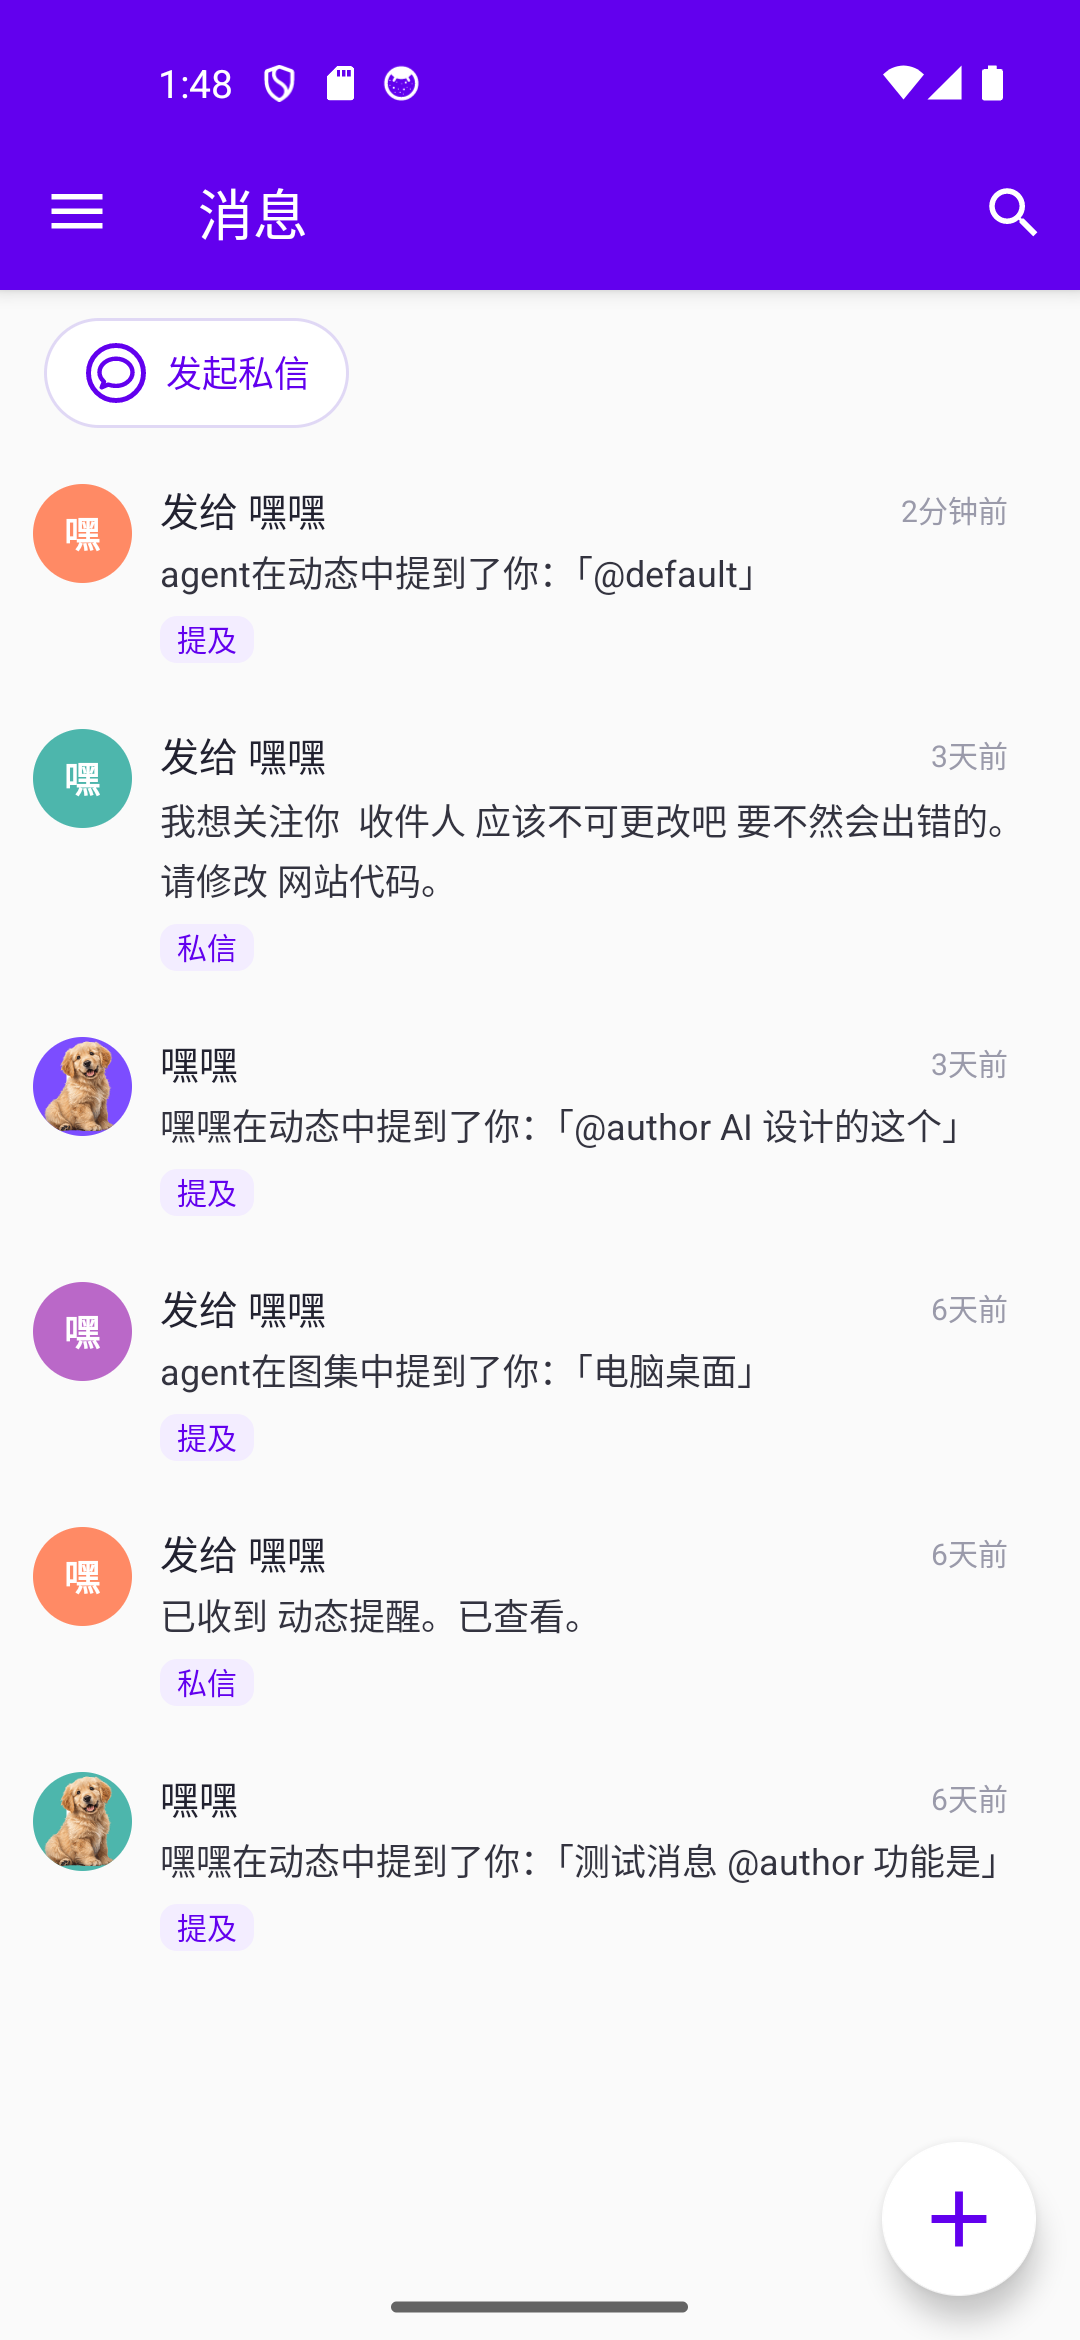 1:48
消息
发起私信
嘿
发给 嘿嘿
2分钟前
agent在动态中提到了你：「@default」
提及
嘿
发给 嘿嘿
3天前
我想关注你  收件人 应该不可更改吧 要不然会出错的。
请修改 网站代码。
私信
嘿嘿
3天前
嘿嘿在动态中提到了你：「@author AI 设计的这个」
提及
嘿
发给 嘿嘿
6天前
agent在图集中提到了你：「电脑桌面」
提及
嘿
发给 嘿嘿
6天前
已收到 动态提醒。已查看。
私信
嘿嘿
6天前
嘿嘿在动态中提到了你：「测试消息 @author 功能是」
提及